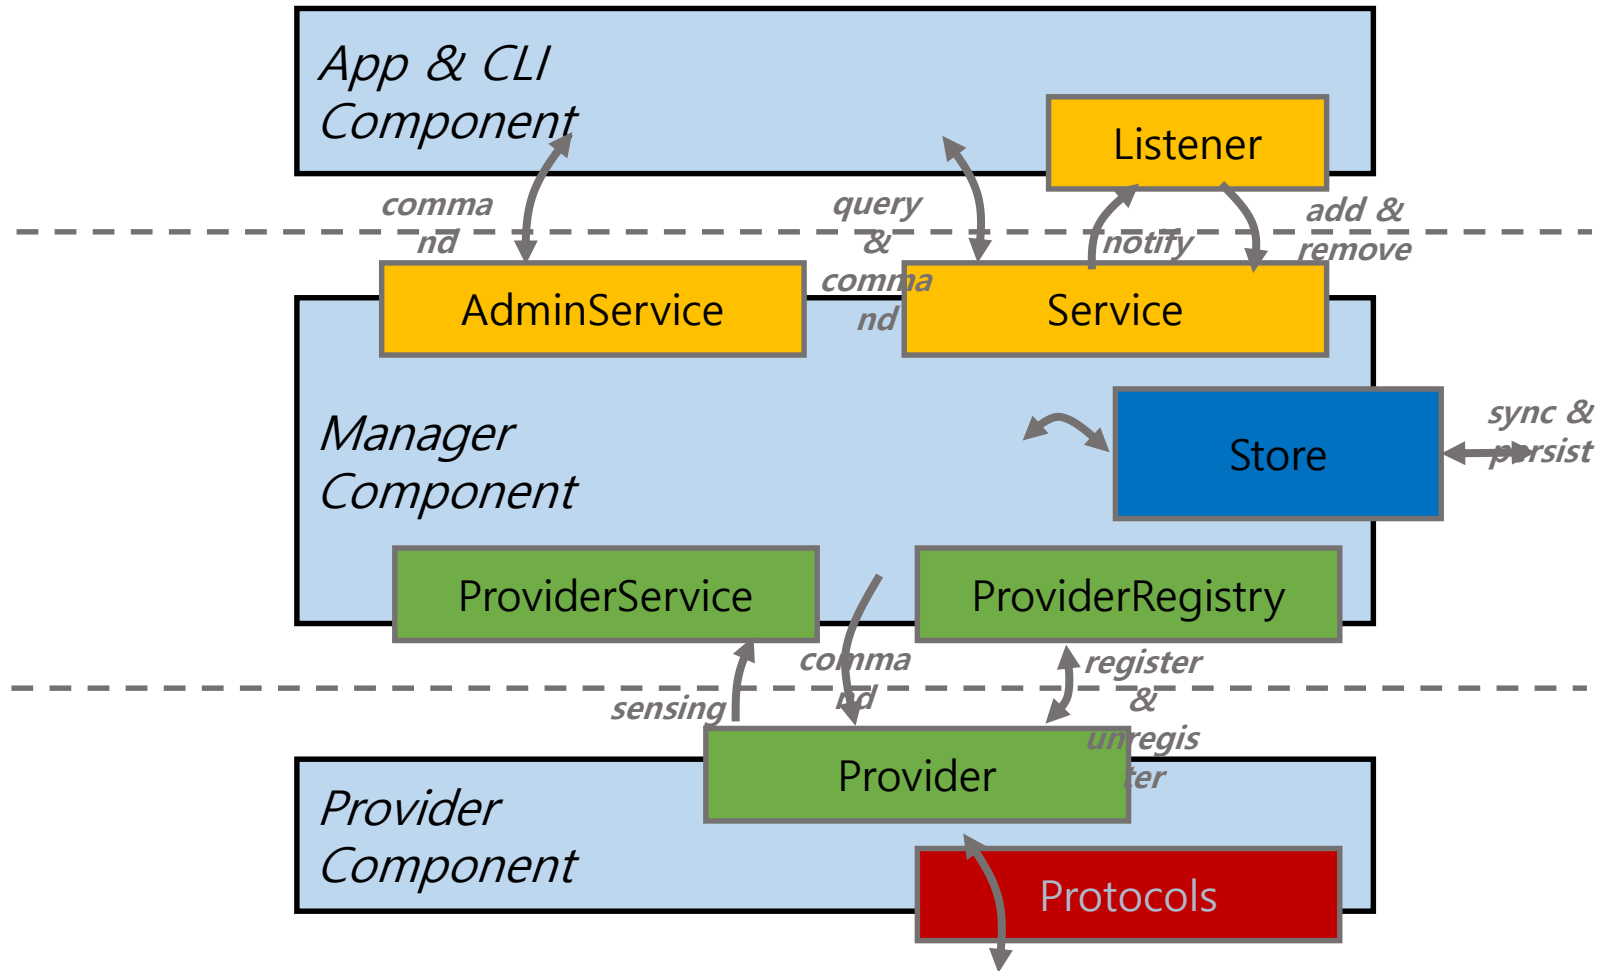 App & CLI
Component
Listener
comma
nd
query
&
comma
nd
notify
add &
remove
AdminService
Service
Manager
Component
Store
sync &
persist
ProviderService
ProviderRegistry
sensing
comma
nd
register
&
unregis
ter
Provider
Provider
Component
Protocols